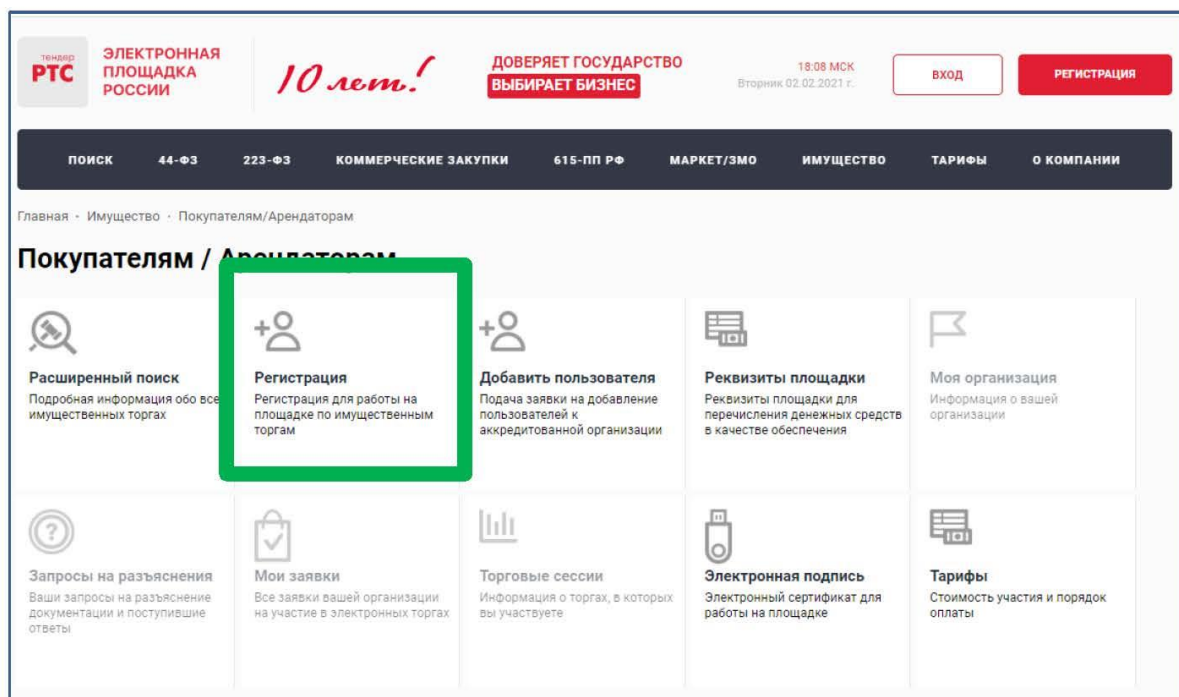 тендер
РТС
ЭЛЕКТРОННАЯ
ПЛОЩАДКА
РОССИИ
10 лет!
ДОВЕРЯЕТ ГОСУДАРСТВО
ВЫБИРАЕТ БИЗНЕС
18:08 МСК
Вторник 02.02.2021 г.
ВХОД
РЕГИСТРАЦИЯ
ПОИСК 44-ФЗ 223-ФЗ КОММЕРЧЕСКИЕ ЗАКУПКИ 615-ПП РФ МАРКЕТ/ЗМО ИМУЩЕСТВО ТАРИФЫ О КОМПАНИИ
Главная · Имущество · Покупателям/Арендаторам
Покупателям / Арендаторам
Расширенный поиск
Подробная информация обо все
имущественных торгах
Регистрация
Регистрация для работы на
площадке по имущественным
торгам
Добавить пользователя
Подача заявки на добавление
пользователей к
аккредитованной организации
Реквизиты площадки
Реквизиты площадки для
перечисления денежных средств
в качестве обеспечения
Моя организация
Информация о вашей
организации
Запросы на разъяснения
Ваши запросы на разъяснение
документации и поступившие
ответы
Мои заявки
Все заявки вашей организации
на участие в электронных торгах
Торговые сессии
Информация о торгах, в которых
вы участвуете
Электронная подпись
Электронный сертификат для
работы на площадке
Тарифы
Стоимость участия и порядок
оплаты